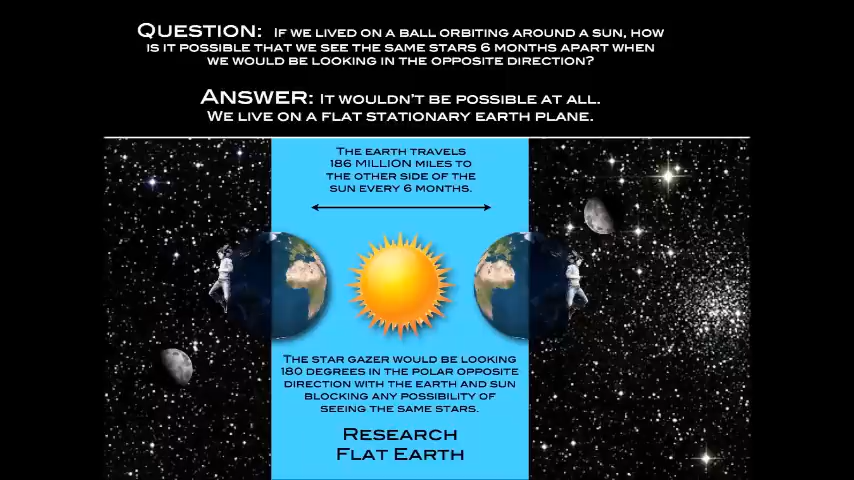 QUESTION: IF WE LIVED ON A BALL ORBITING AROUND A SUN, HOW
IS IT POSSIBLE THAT WE SEE THE SAME STARS 6 MONTHS APART WHEN
WE WOULD BE LOOKING IN THE OPPOSITE DIRECTION?
ANSWER: IT WOULDN'T BE POSSIBLE AT ALL.
WE LIVE ON A FLAT STATIONARY EARTH PLANE.
THE EARTH TRAVELS
186 MILLION MILES TO
THE OTHER SIDE OF THE
SUN EVERY 6 MONTHS.
THE STAR GAZER WOULD BE LOOKING
180 DEGREES IN THE POLAR OPPOSITE
DIRECTION WITH THE EARTH AND SUN
BLOCKING ANY POSSIBILITY OF
SEEING THE SAME STARS.
RESEARCH
FLAT EARTH